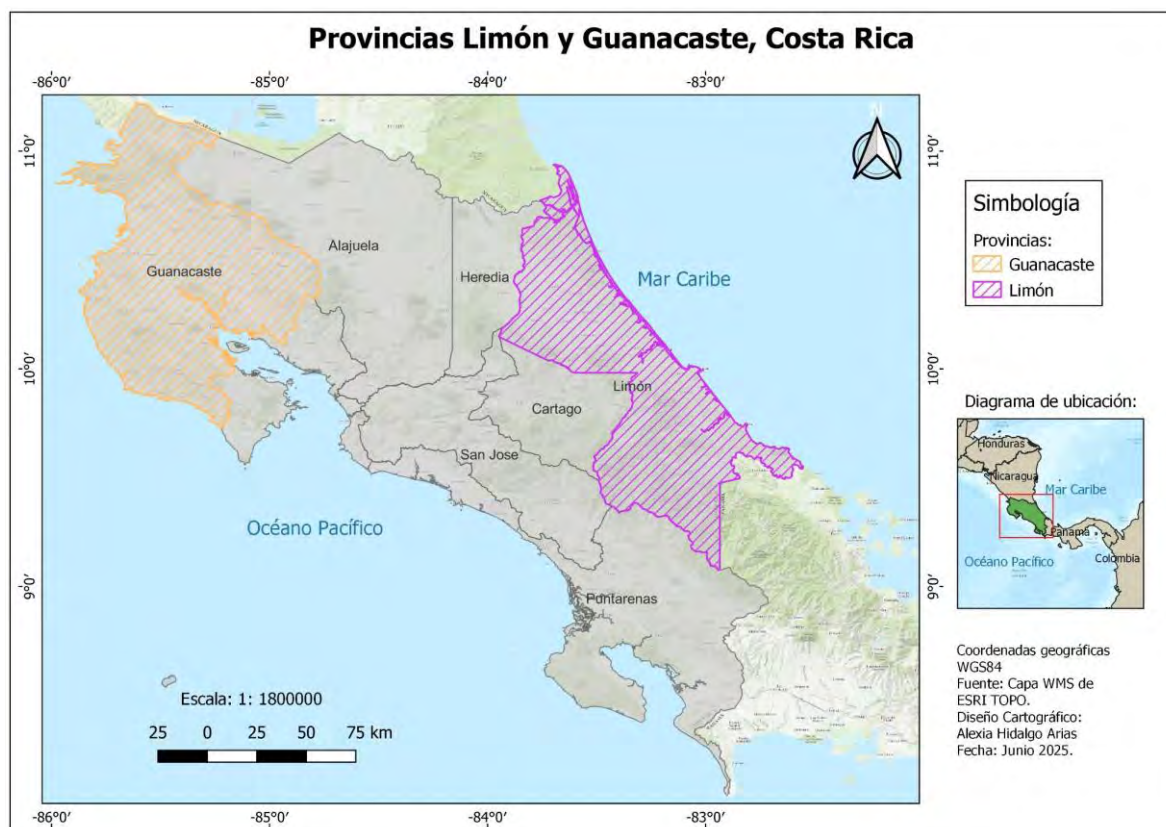 Provincias Limón y Guanacaste, Costa Rica
-86°0′ -85°0′ -84°0′ -83°0′
11°0′ 11°0′
10°0′ 10°0′
9°0′ 9°0′
N
Guanacaste
Alajuela
Heredia
Limón
Cartago
San Jose
Puntarenas
Mar Caribe
Océano Pacífico
Escala: 1: 1800000
25 0 25 50 75 km
-86°0′ -85°0′ -84°0′ -83°0′
Simbología
Provincias:
Guanacaste
Limón
Diagrama de ubicación:
Honduras
Nicaragua
Mar Caribe
Panamá
Océano Pacífico
Colombia
Coordenadas geográficas
WGS84
Fuente: Capa WMS de
ESRI TOPO.
Diseño Cartográfico:
Alexia Hidalgo Arias
Fecha: Junio 2025.